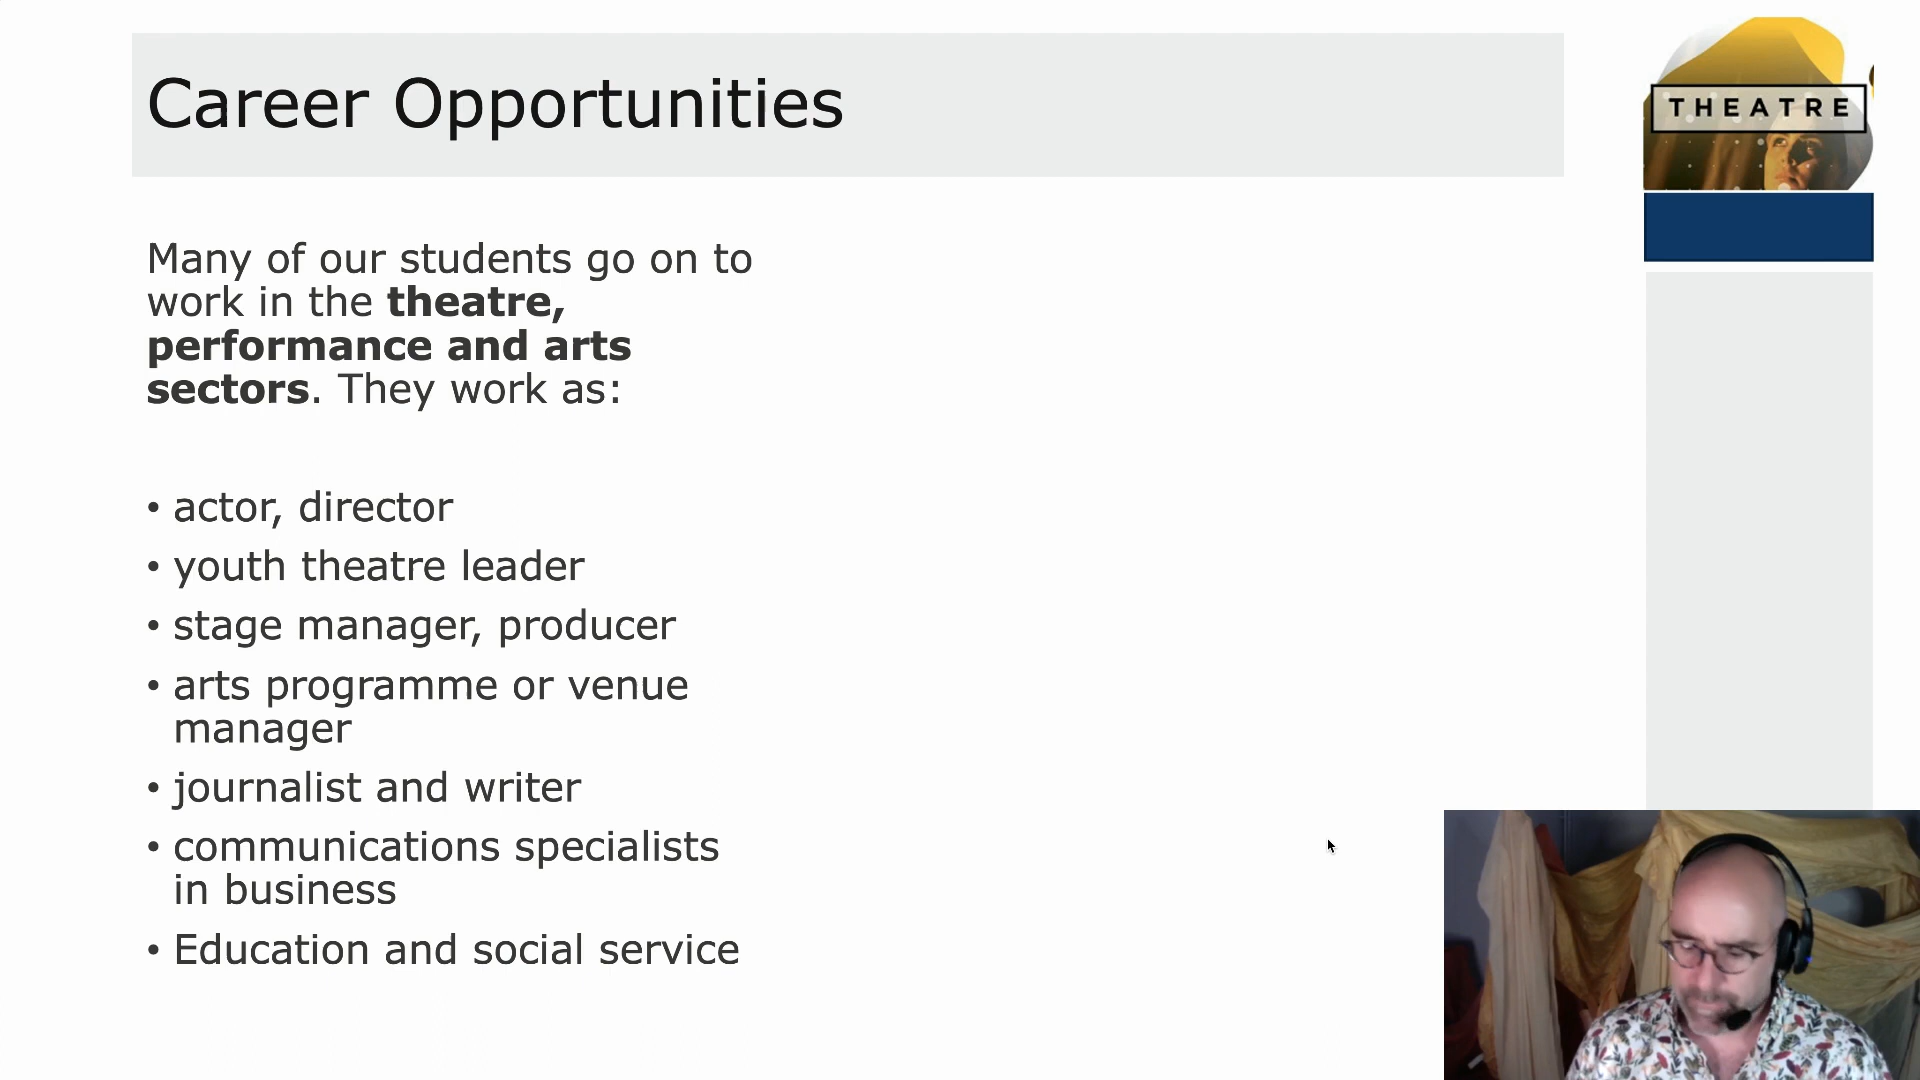 Career Opportunities
THEATRE
Many of our students go on to
work in the theatre,
performance and arts
sectors. They work as:
• actor, director
• youth theatre leader
• stage manager, producer
• arts programme or venue
manager
• journalist and writer
• communications specialists
in business
• Education and social service